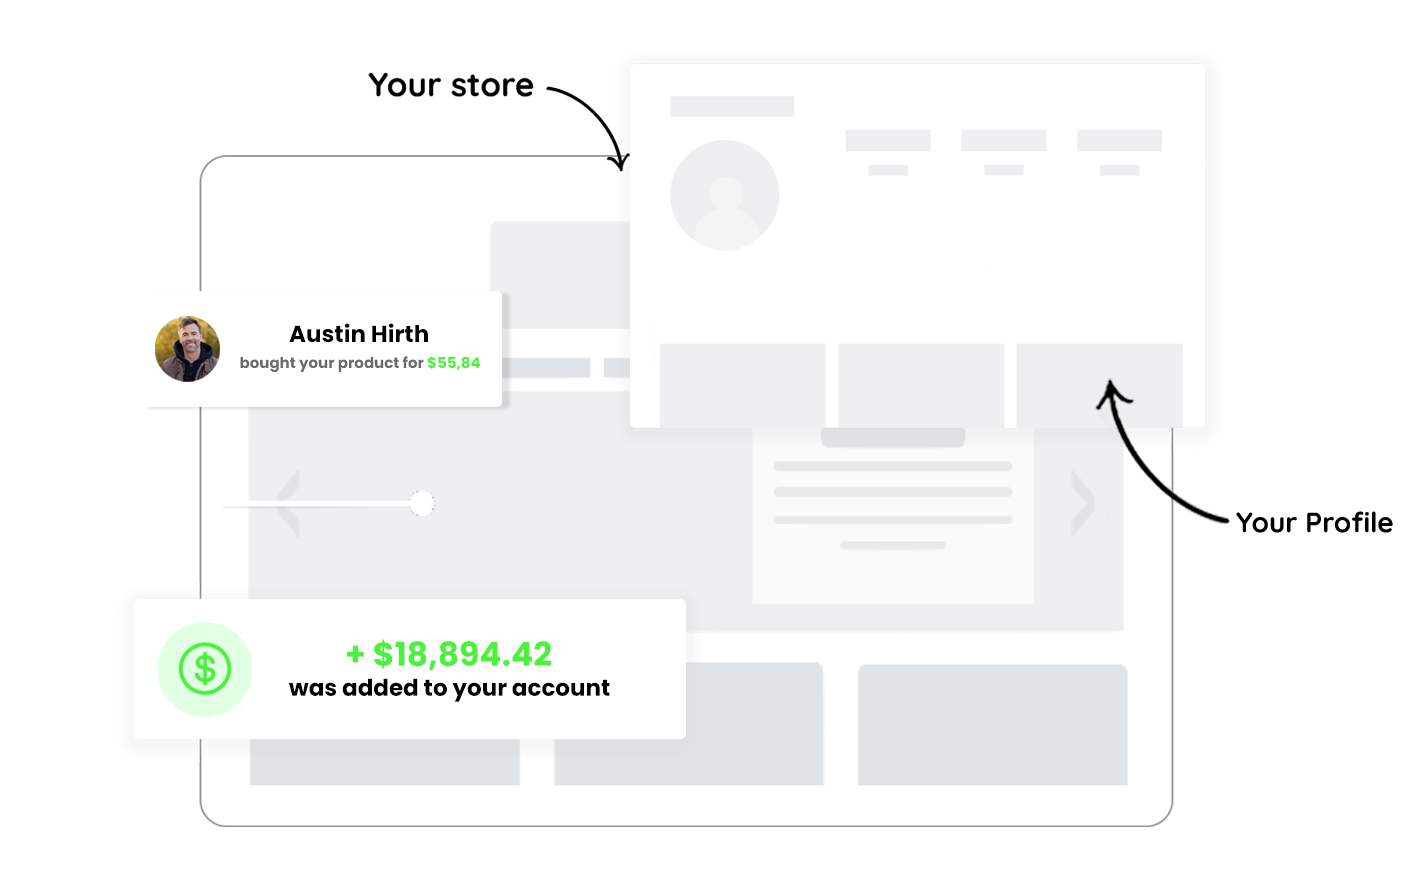 Your store
Austin Hirth
bought your product for $55,84
Your Profile
+ $18,894.42
was added to your account